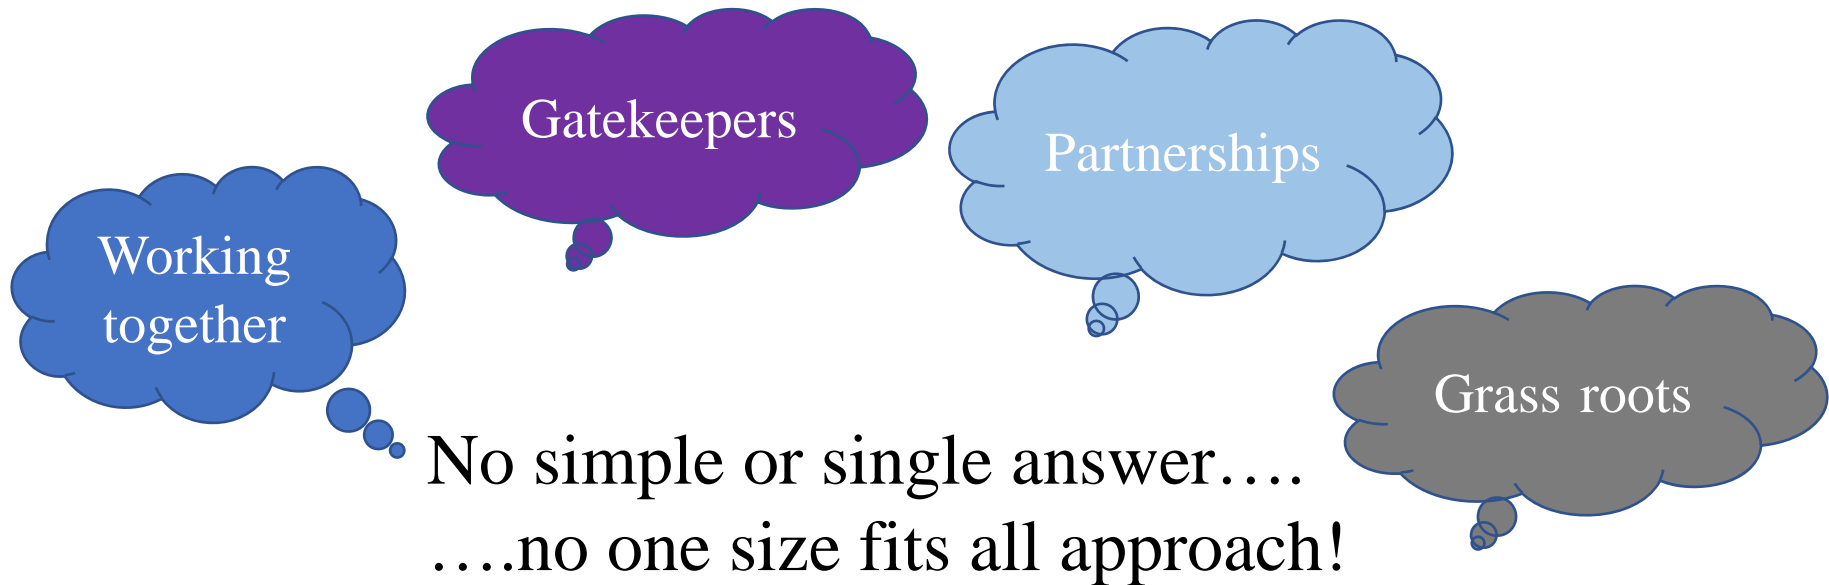 Gatekeepers
Partnerships
Working
together
Grass roots
No simple or single answer….
….no one size fits all approach!